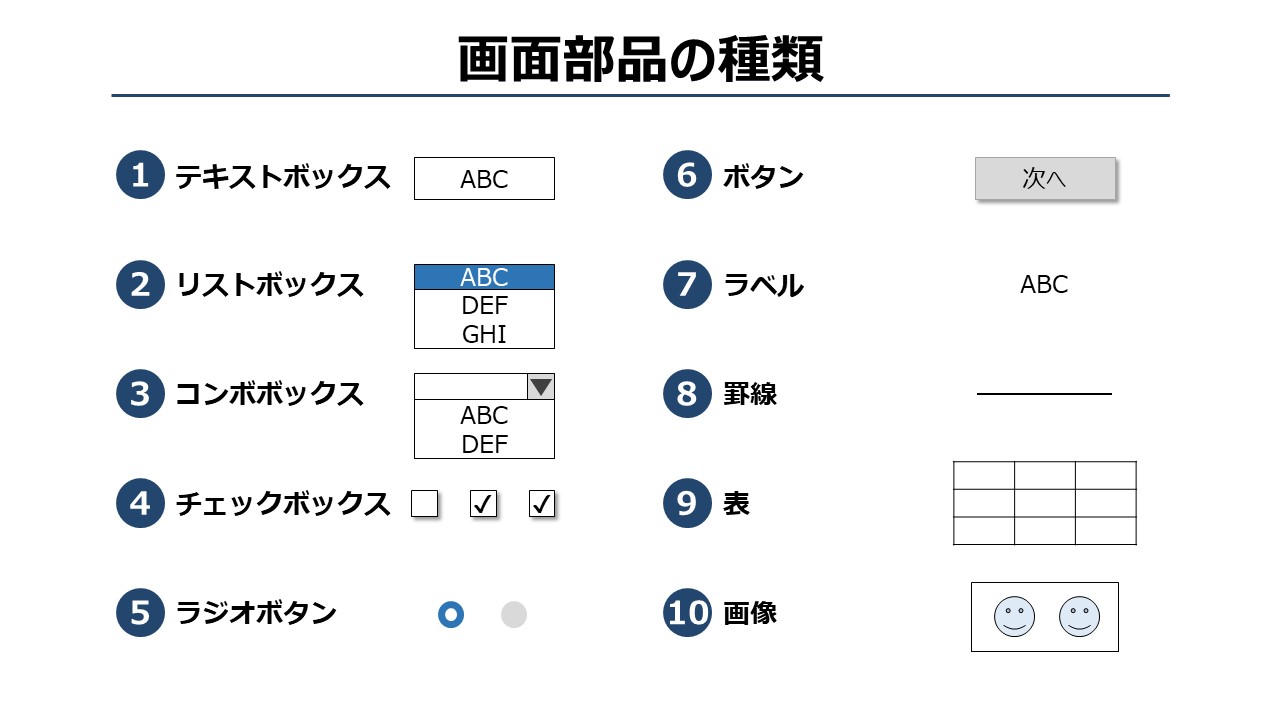 画面部品の種類
1 テキストボックス ABC
2 リストボックス ABC
DEF
GHI
3 コンボボックス
ABC
DEF
4 チェックボックス
5 ラジオボタン
6 ボタン 次へ
7 ラベル ABC
8 罫線
9 表
10 画像